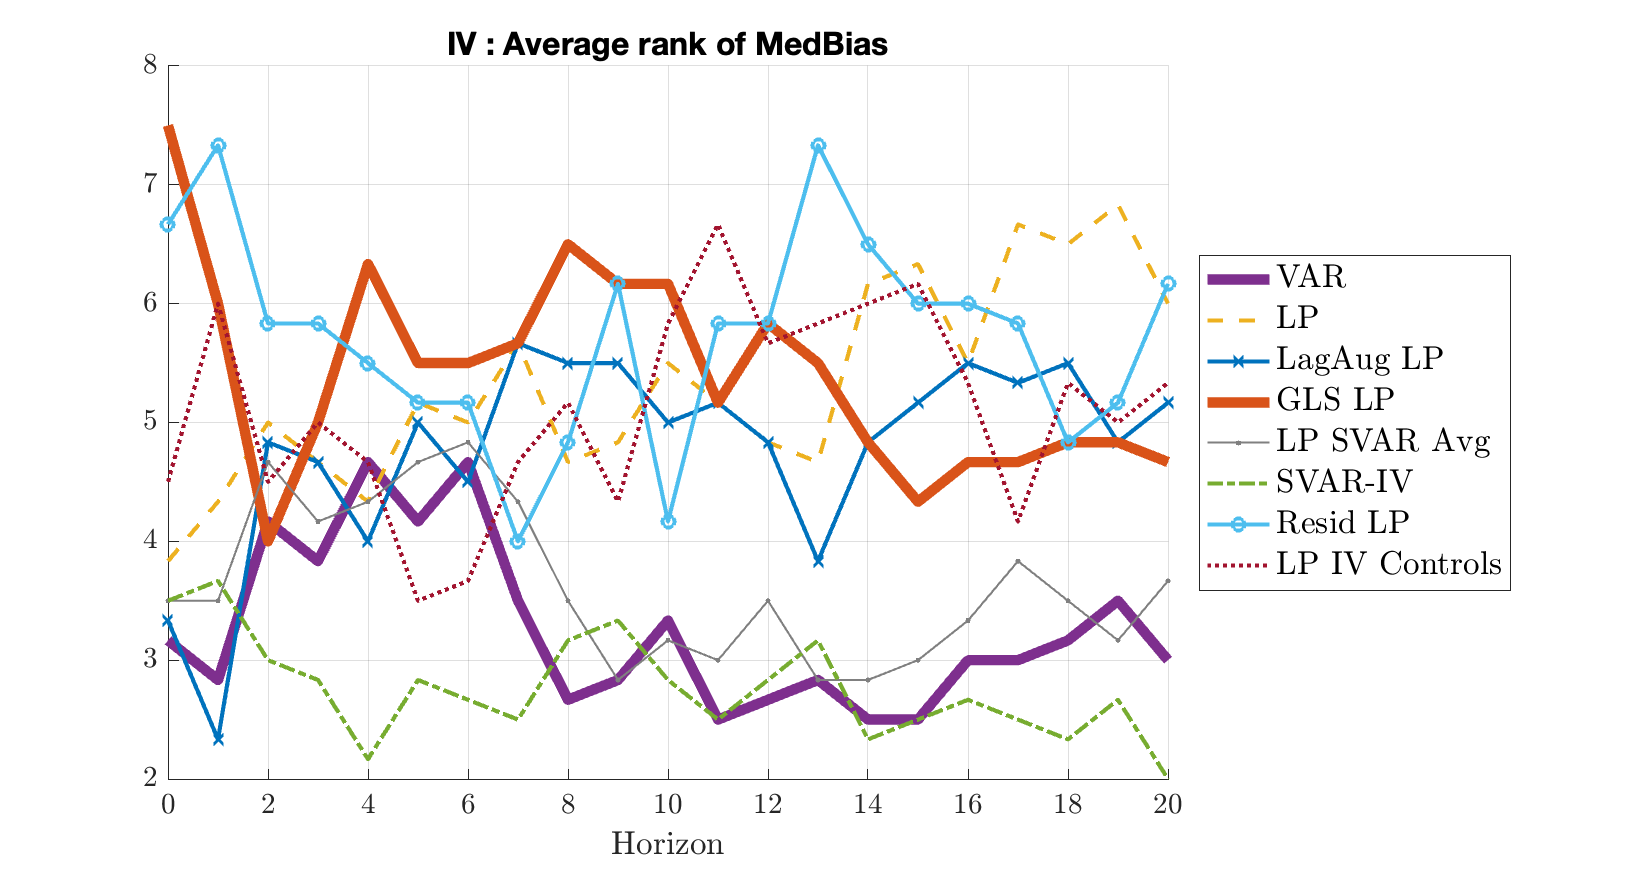 IV : Average rank of MedBias
8
7
6
5
4
3
2
0 2 4 6 8 10 12 14 16 18 20
Horizon
VAR
LP
LagAug LP
GLS LP
LP SVAR Avg
SVAR-IV
Resid LP
LP IV Controls